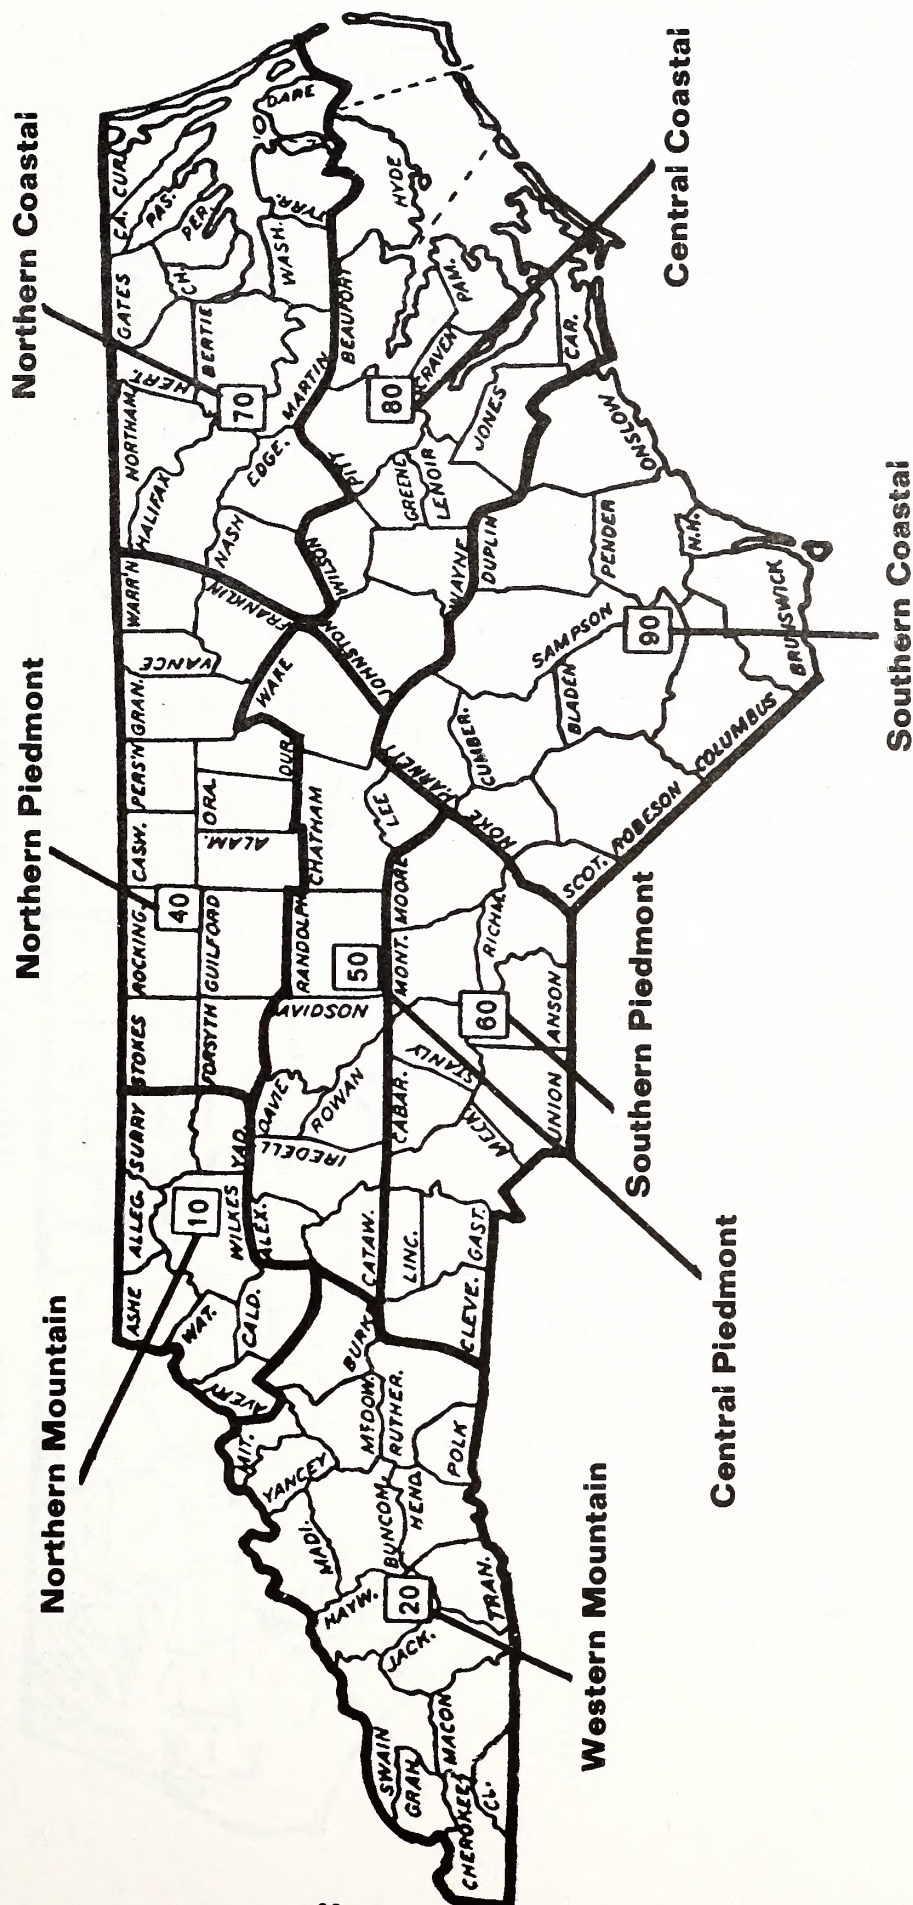 Northern Mountain
Northern Piedmont
Northern Coastal
ASHE
ALLEG.
SURRY
STOKES
ROCKING.
CASW.
PERS'N
GRAN.
VANCE
WARR'N
NORTHAM.
HERT.
GATES
CA.
CUR.
PAS.
PER.
CH.
10
40
70
WAT.
WILKES
YAD.
FORSYTH
GUILFORD
ALAM.
ORA.
DUR.
FRANKLIN
HALIFAX
NASH
EDGE.
BERTIE
MARTIN
WASH.
TYRR.
DARE
AVERY
CALD.
ALEX.
IREDELL
DAVIE
ROWAN
DAVIDSON
RANDOLPH
CHATHAM
WAKE
JOHNSTON
WILSON
PITT
BEAUFORT
HYDE
50
80
MIT.
YANCEY
MADI.
BUNCOM.
McDOW.
BURK
CATAW.
CABAR.
STANLY
MONT.
MOORE
LEE
HARNETT
WAYNE
GREENE
LENOIR
CRAVEN
PAM.
JONES
CAR.
SWAIN
GRAH.
HAYW.
JACK.
20
HEND.
RUTHER.
POLK
CLEVE.
LINC.
GAST.
MECK.
60
RICHM.
HOKE
CUMBER.
SAMPSON
DUPLIN
ONSLOW
CHEROKEE
CL.
MACON
TRAN.
UNION
ANSON
SCOT.
ROBESON
BLADEN
90
PENDER
N.H.
COLUMBUS
BRUNSWICK
Western Mountain
Central Piedmont
Southern Piedmont
Southern Coastal
Central Coastal